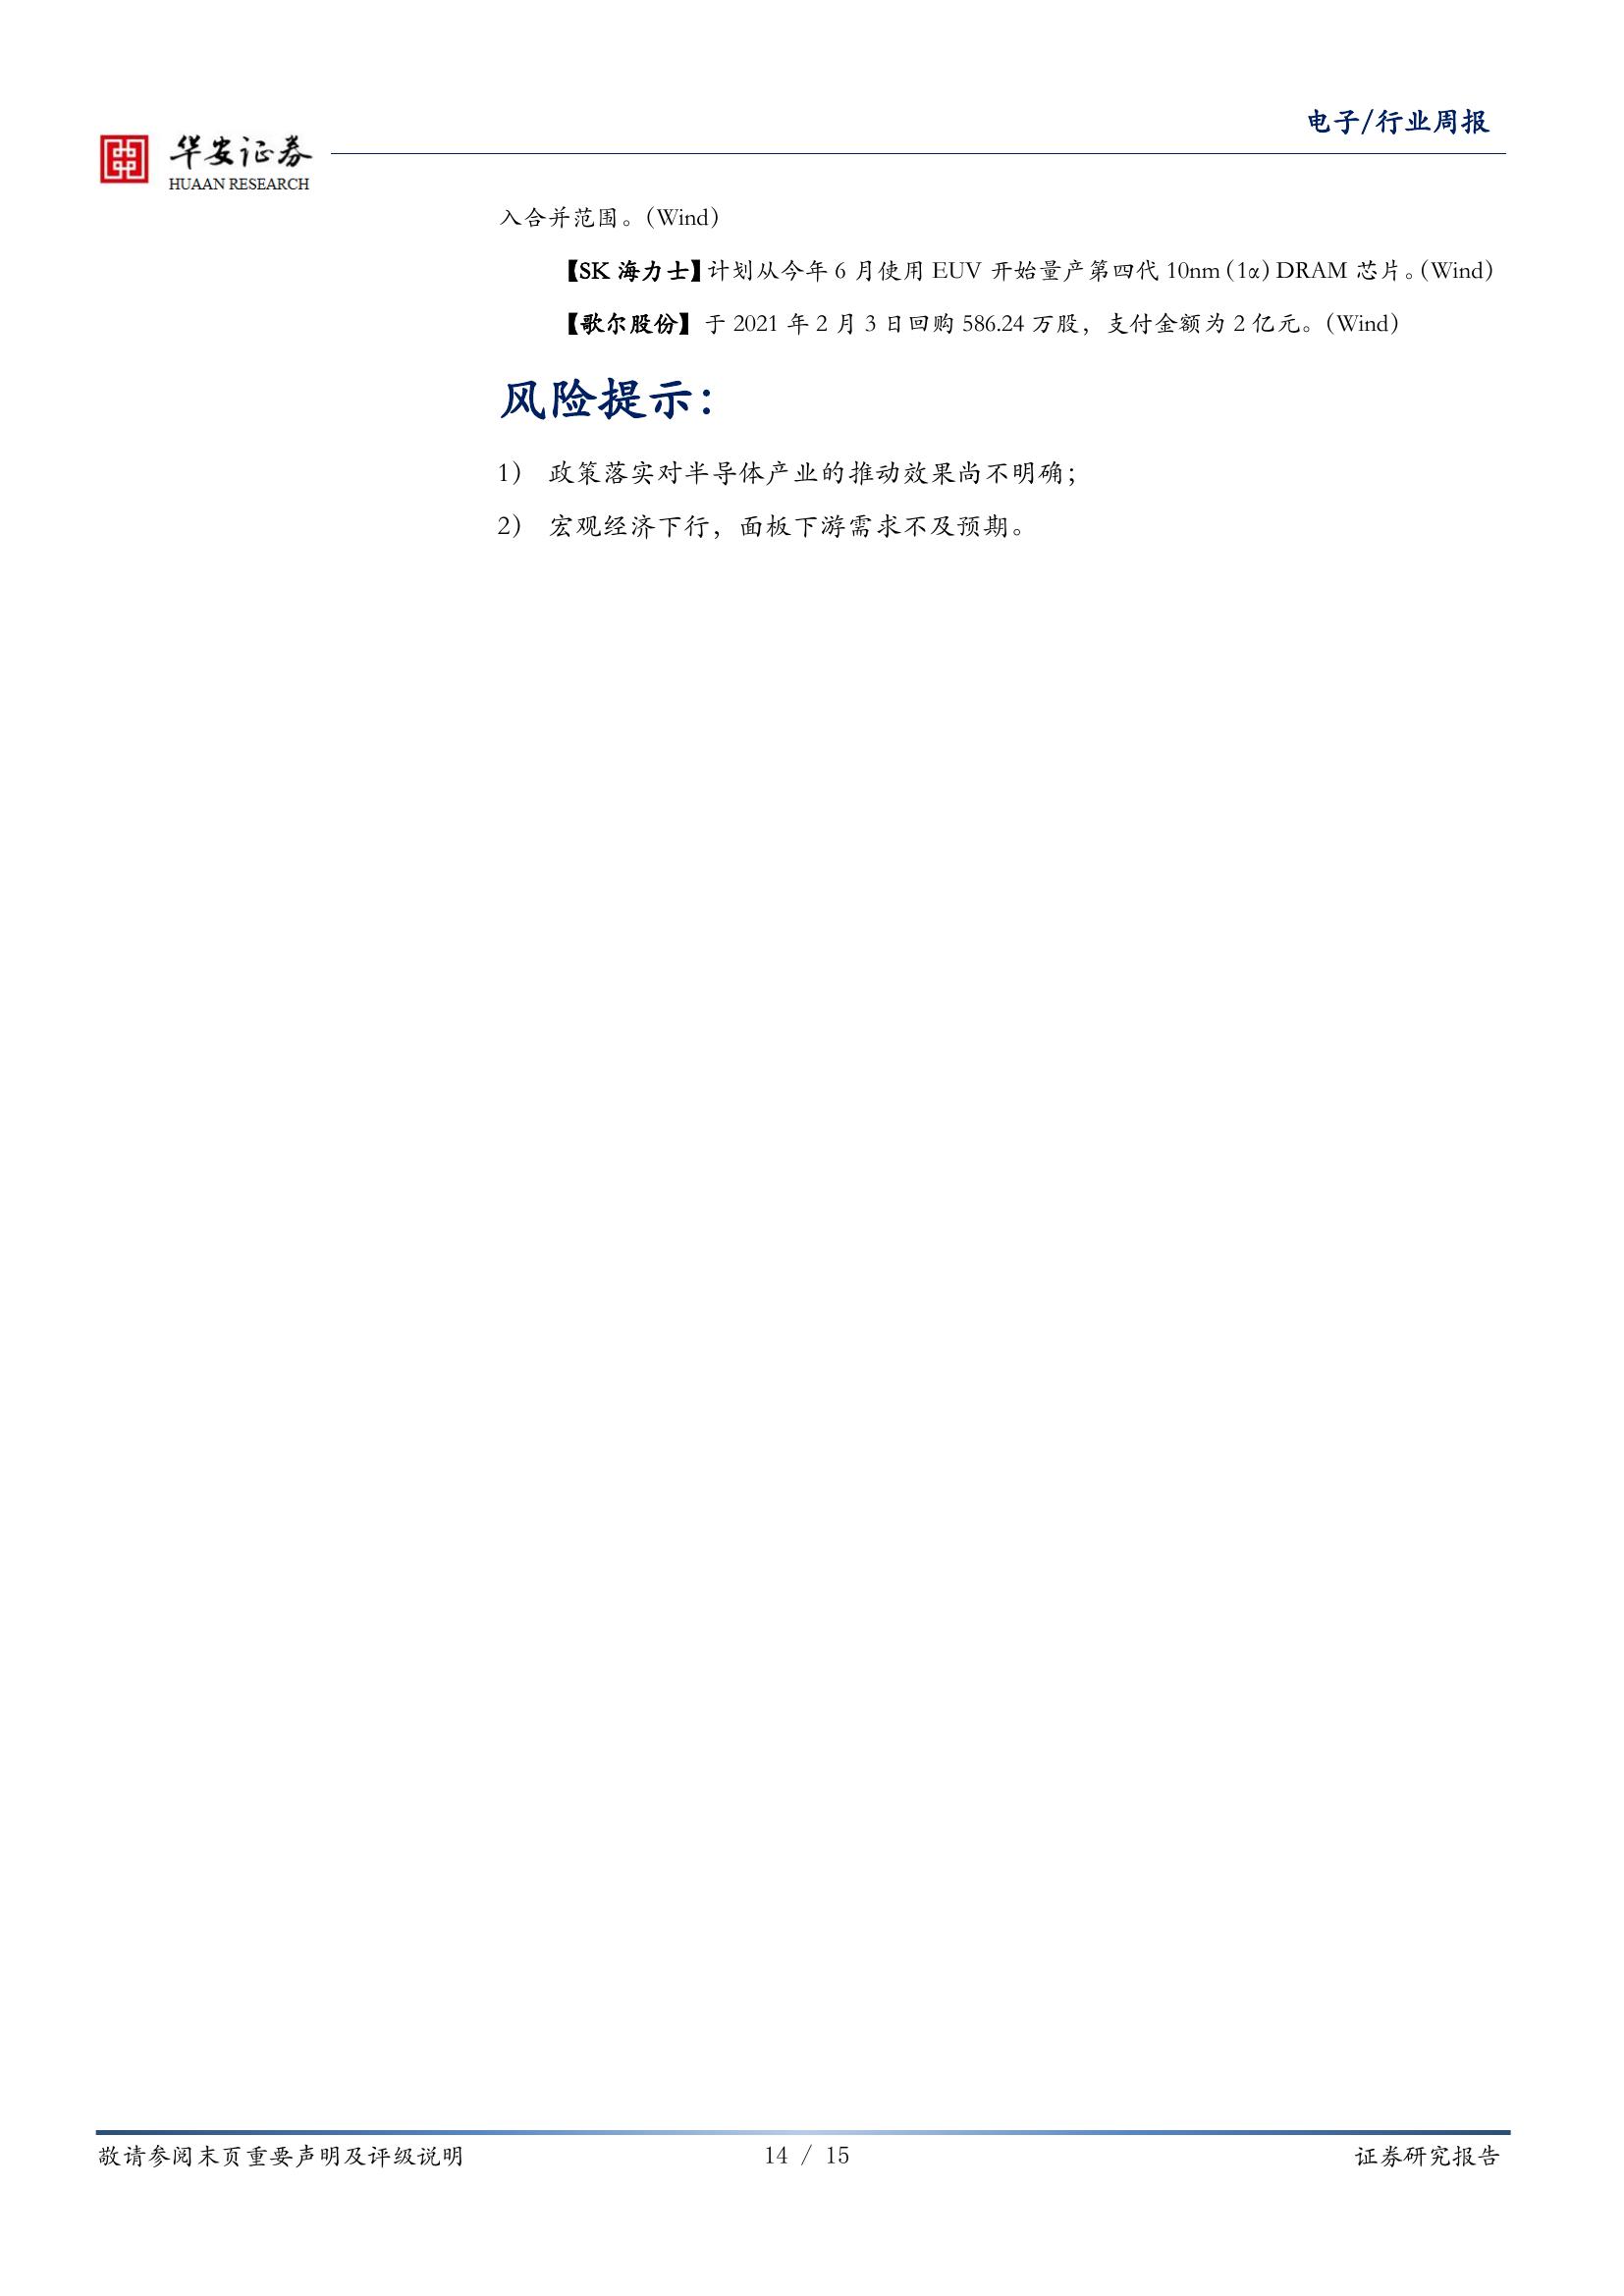 电子/行业周报
华安证券
HUAAN RESEARCH
入合并范围。（Wind）
【SK 海力士】计划从今年 6 月使用 EUV 开始量产第四代 10nm（1α）DRAM 芯片。（Wind）
【歌尔股份】于 2021 年 2 月 3 日回购 586.24 万股，支付金额为 2 亿元。（Wind）
风险提示：
1） 政策落实对半导体产业的推动效果尚不明确；
2） 宏观经济下行，面板下游需求不及预期。
敬请参阅末页重要声明及评级说明
14 / 15
证券研究报告